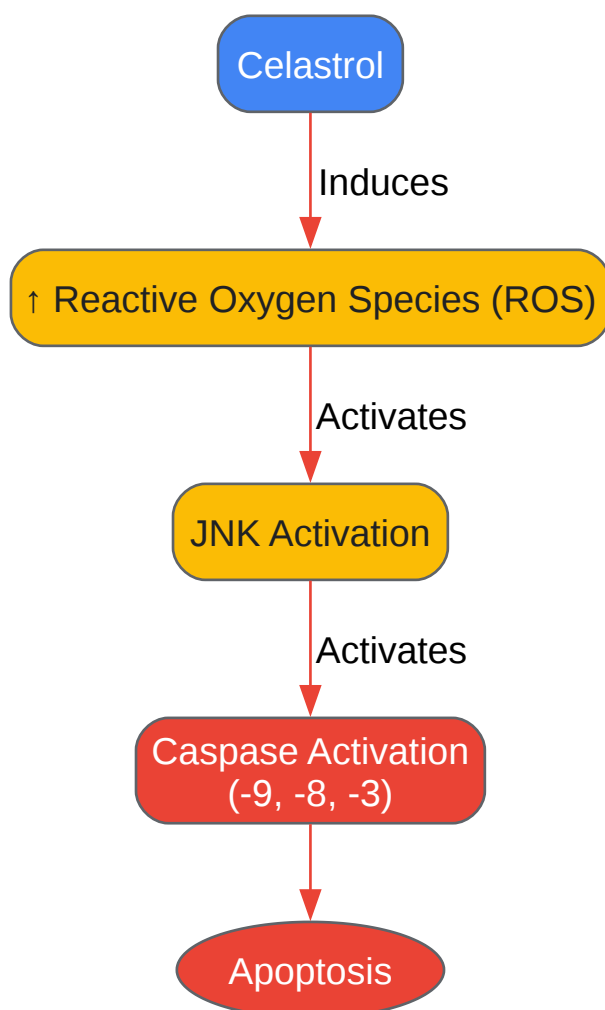 Celastrol
Induces
↑ Reactive Oxygen Species (ROS)
Activates
JNK Activation
Activates
Caspase Activation
(-9, -8, -3)
Apoptosis